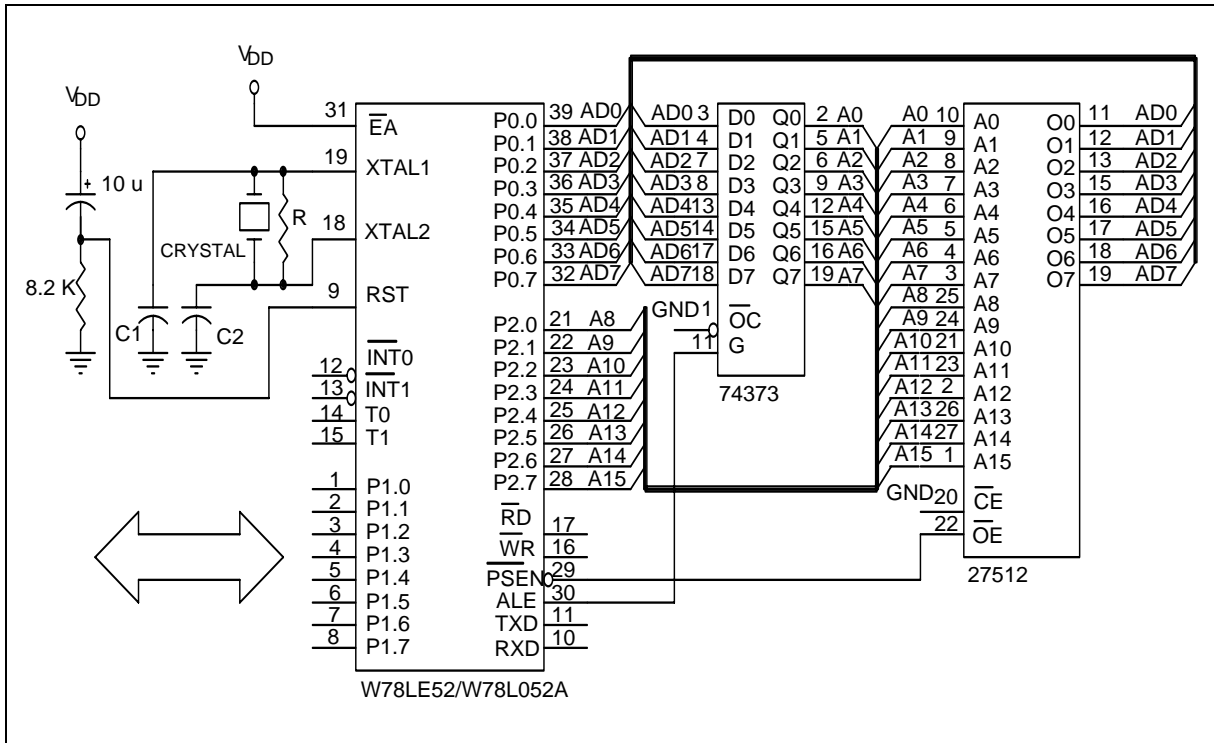 VDD
VDD
10 u
+
8.2 K
C1
C2
CRYSTAL
R
31 EA
19 XTAL1
18 XTAL2
9 RST
12 INT0
13 INT1
14 T0
15 T1
1 P1.0
2 P1.1
3 P1.2
4 P1.3
5 P1.4
6 P1.5
7 P1.6
8 P1.7
P0.0 39 AD0
P0.1 38 AD1
P0.2 37 AD2
P0.3 36 AD3
P0.4 35 AD4
P0.5 34 AD5
P0.6 33 AD6
P0.7 32 AD7
P2.0 21 A8
P2.1 22 A9
P2.2 23 A10
P2.3 24 A11
P2.4 25 A12
P2.5 26 A13
P2.6 27 A14
P2.7 28 A15
RD 17
WR 16
PSEN 29
ALE 30
TXD 11
RXD 10
W78LE52/W78L052A
AD0 3 D0 Q0 2 A0
AD1 4 D1 Q1 5 A1
AD2 7 D2 Q2 6 A2
AD3 8 D3 Q3 9 A3
AD4 13 D4 Q4 12 A4
AD5 14 D5 Q5 15 A5
AD6 17 D6 Q6 16 A6
AD7 18 D7 Q7 19 A7
GND 1 OC
11 G
74373
A0 10 A0 O0 11 AD0
A1 9 A1 O1 12 AD1
A2 8 A2 O2 13 AD2
A3 7 A3 O3 15 AD3
A4 6 A4 O4 16 AD4
A5 5 A5 O5 17 AD5
A6 4 A6 O6 18 AD6
A7 3 A7 O7 19 AD7
A8 25 A8
A9 24 A9
A10 21 A10
A11 23 A11
A12 2 A12
A13 26 A13
A14 27 A14
A15 1 A15
GND 20 CE
22 OE
27512